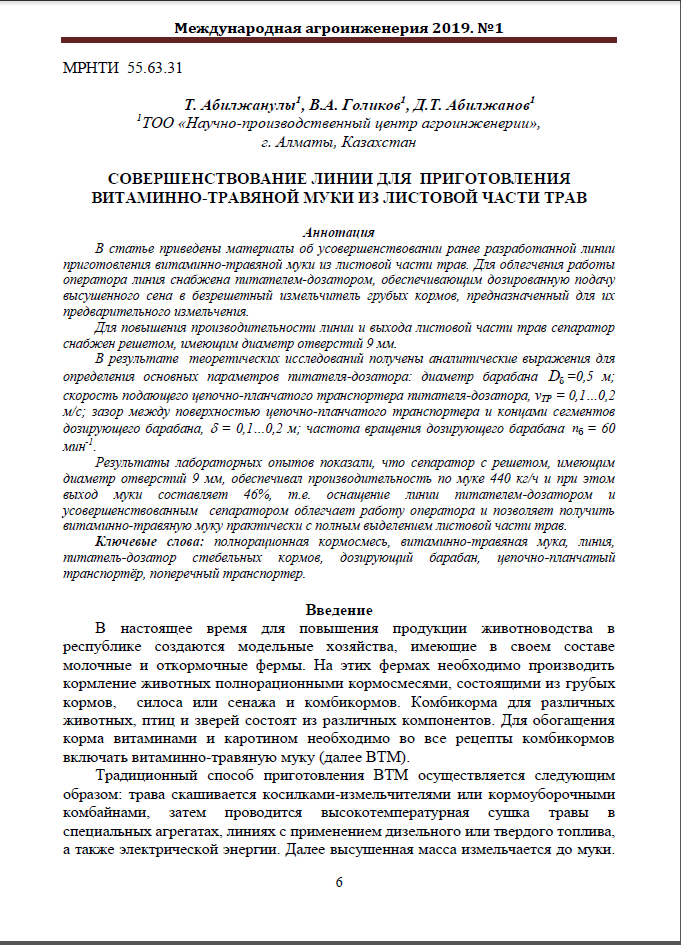 Международная агроинженерия 2019. №1
МРНТИ 55.63.31
Т. Абилжанулы¹, В.А. Голиков¹, Д.Т. Абилжанов¹
¹ТОО «Научно-производственный центр агроинженерии»,
г. Алматы, Казахстан
СОВЕРШЕНСТВОВАНИЕ ЛИНИИ ДЛЯ ПРИГОТОВЛЕНИЯ
ВИТАМИННО-ТРАВЯНОЙ МУКИ ИЗ ЛИСТОВОЙ ЧАСТИ ТРАВ
Аннотация
В статье приведены материалы об усовершенствовании ранее разработанной линии
приготовления витаминно-травяной муки из листовой части трав. Для облегчения работы
оператора линия снабжена питателем-дозатором, обеспечивающим дозированную подачу
высушенного сена в безрешетный измельчитель грубых кормов, предназначенный для их
предварительного измельчения.
Для повышения производительности линии и выхода листовой части трав сепаратор
снабжен решетом, имеющим диаметр отверстий 9 мм.
В результате теоретических исследований получены аналитические выражения для
определения основных параметров питателя-дозатора: диаметр барабана Dб =0,5 м;
скорость подающего цепочно-планчатого транспортера питателя-дозатора, vТР = 0,1…0,2
м/с; зазор между поверхностью цепочно-планчатого транспортера и концами сегментов
дозирующего барабана, δ = 0,1…0,2 м; частота вращения дозирующего барабана nб = 60
мин⁻¹.
Результаты лабораторных опытов показали, что сепаратор с решетом, имеющим
диаметр отверстий 9 мм, обеспечивал производительность по муке 440 кг/ч и при этом
выход муки составляет 46%, т.е. оснащение линии питателем-дозатором и
усовершенствованным сепаратором облегчает работу оператора и позволяет получить
витаминно-травяную муку практически с полным выделением листовой части трав.
Ключевые слова: полнорационная кормосмесь, витаминно-травяная мука, линия,
питатель-дозатор стебельных кормов, дозирующий барабан, цепочно-планчатый
транспортёр, поперечный транспортер.
Введение
В настоящее время для повышения продукции животноводства в
республике создаются модельные хозяйства, имеющие в своем составе
молочные и откормочные фермы. На этих фермах необходимо производить
кормление животных полнорационными кормосмесями, состоящими из грубых
кормов, силоса или сенажа и комбикормов. Комбикорма для различных
животных, птиц и зверей состоят из различных компонентов. Для обогащения
корма витаминами и каротином необходимо во все рецепты комбикормов
включать витаминно-травяную муку (далее ВТМ).
Традиционный способ приготовления ВТМ осуществляется следующим
образом: трава скашивается косилками-измельчителями или кормоуборочными
комбайнами, затем проводится высокотемпературная сушка травы в
специальных агрегатах, линиях с применением дизельного или твердого топлива,
а также электрической энергии. Далее высушенная масса измельчается до муки.
6